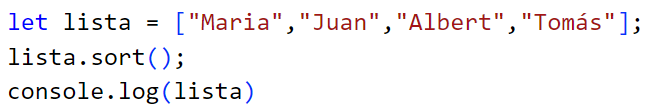 let lista = ["Maria","Juan","Albert","Tomás"];
lista.sort();
console.log(lista)